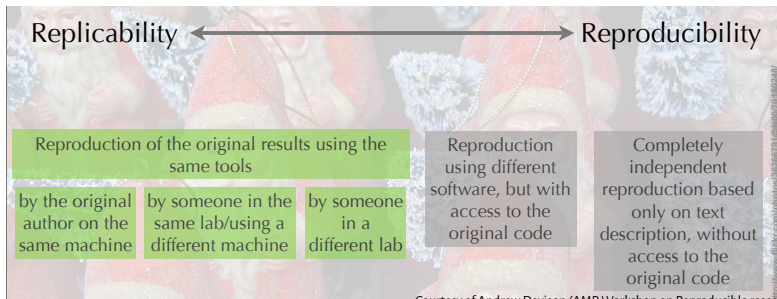 Replicability
Reproducibility
Reproduction of the original results using the
same tools
by the original
author on the
same machine
by someone in the
same lab/using a
different machine
by someone
in a
different lab
Reproduction
using different
software, but with
access to the
original code
Completely
independent
reproduction based
only on text
description, without
access to the
original code